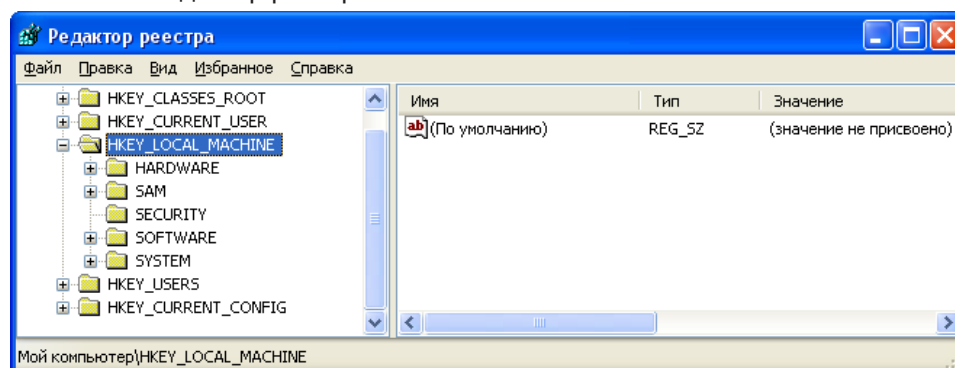 Редактор реестра
Файл Правка Вид Избранное Справка
HKEY_CLASSES_ROOT
HKEY_CURRENT_USER
HKEY_LOCAL_MACHINE
HARDWARE
SAM
SECURITY
SOFTWARE
SYSTEM
HKEY_USERS
HKEY_CURRENT_CONFIG
Имя Тип Значение
ab (По умолчанию) REG_SZ (значение не присвоено)
Мой компьютер\HKEY_LOCAL_MACHINE